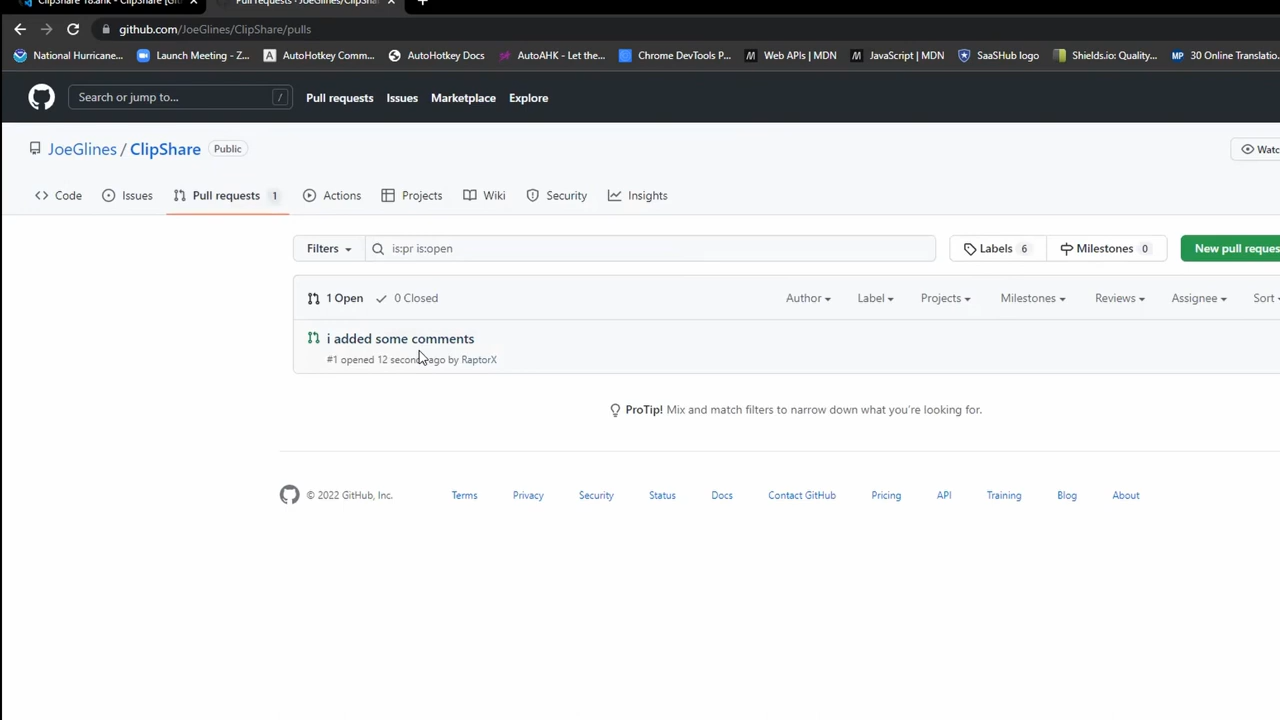 ClipShare 18.ahk - ClipShare
Pull requests · JoeGlines/ClipSha
github.com/JoeGlines/ClipShare/pulls
National Hurricane... Launch Meeting - Z... AutoHotkey Comm... AutoHotkey Docs AutoAHK - Let the... Chrome DevTools P... Web APIs | MDN JavaScript | MDN SaaSHub logo Shields.io: Quality... 30 Online Translatio...
Search or jump to... / Pull requests Issues Marketplace Explore
JoeGlines / ClipShare Public Watc
Code Issues Pull requests 1 Actions Projects Wiki Security Insights
Filters is:pr is:open Labels 6 Milestones 0 New pull reques
1 Open 0 Closed Author Label Projects Milestones Reviews Assignee Sort
i added some comments
#1 opened 12 ago by RaptorX
ProTip! Mix and match filters to narrow down what you're looking for.
© 2022 GitHub, Inc. Terms Privacy Security Status Docs Contact GitHub Pricing API Training Blog About